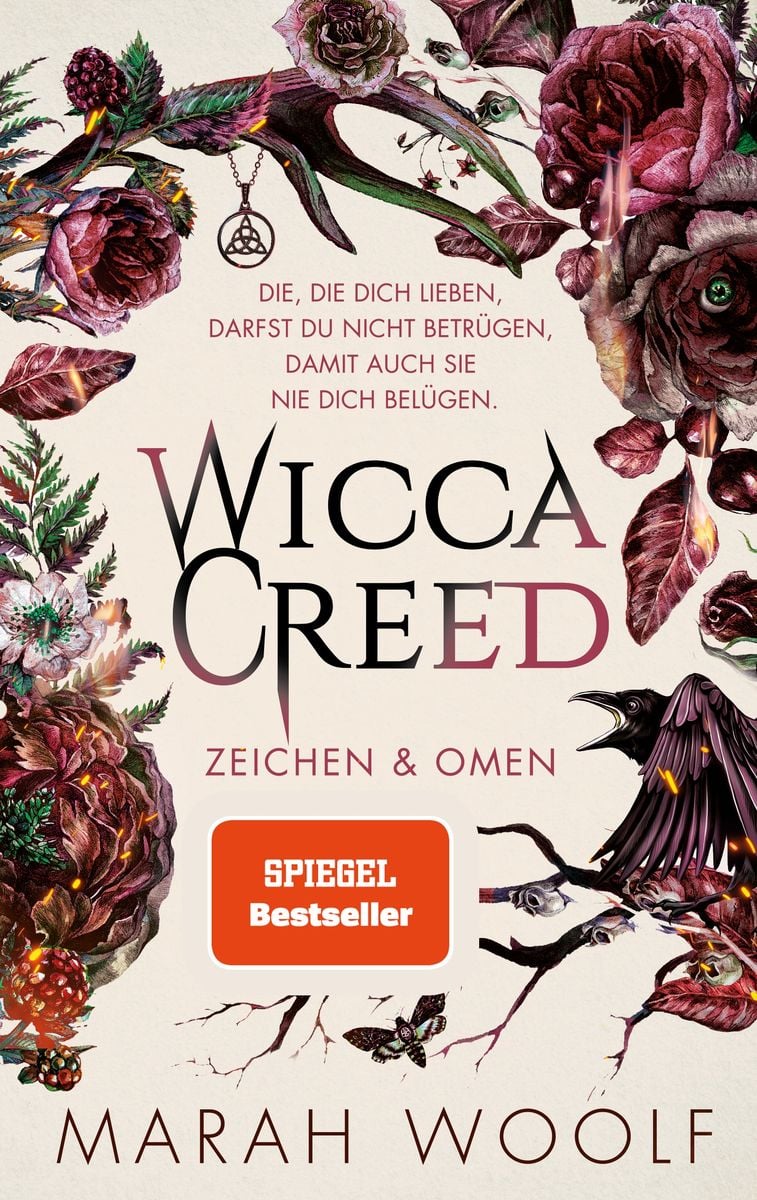 DIE, DIE DICH LIEBEN,
DARFST DU NICHT BETRÜGEN,
DAMIT AUCH SIE
NIE DICH BELÜGEN.
WICCA
CREED
ZEICHEN & OMEN
SPIEGEL
Bestseller
MARAH WOOLF